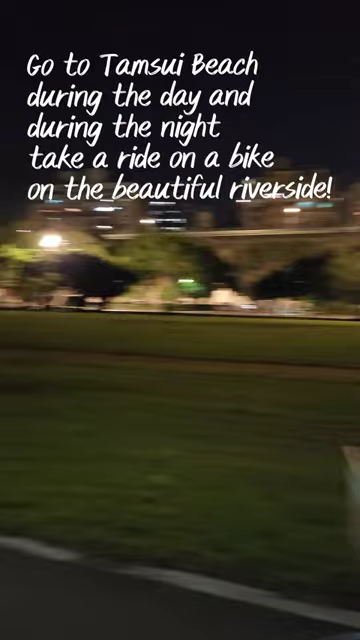 Go to Tamsui Beach
during the day and
during the night
take a ride on a bike
on the beautiful riverside!